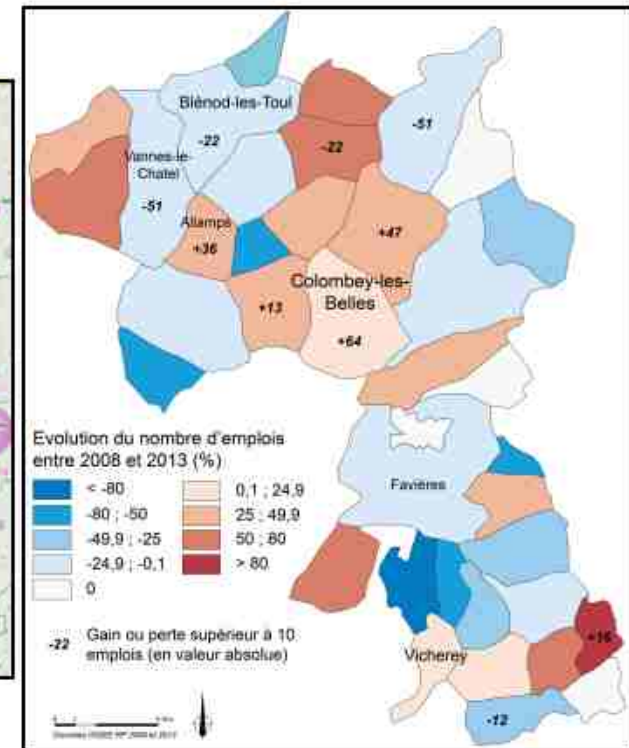 Blénod-les-Toul
-22
-51
-22
Vannes-le-
Chatel
-51
Allamps
+36
+47
Colombey-les-
Belles
+13
+64
Evolution du nombre d'emplois
entre 2008 et 2013 (%)
< -80
-80 ; -50
-49,9 ; -25
-24,9 ; -0,1
0
0,1 ; 24,9
25 ; 49,9
50 ; 80
> 80
-22 Gain ou perte supérieur à 10
emplois (en valeur absolue)
Favières
+16
Vicherey
-12